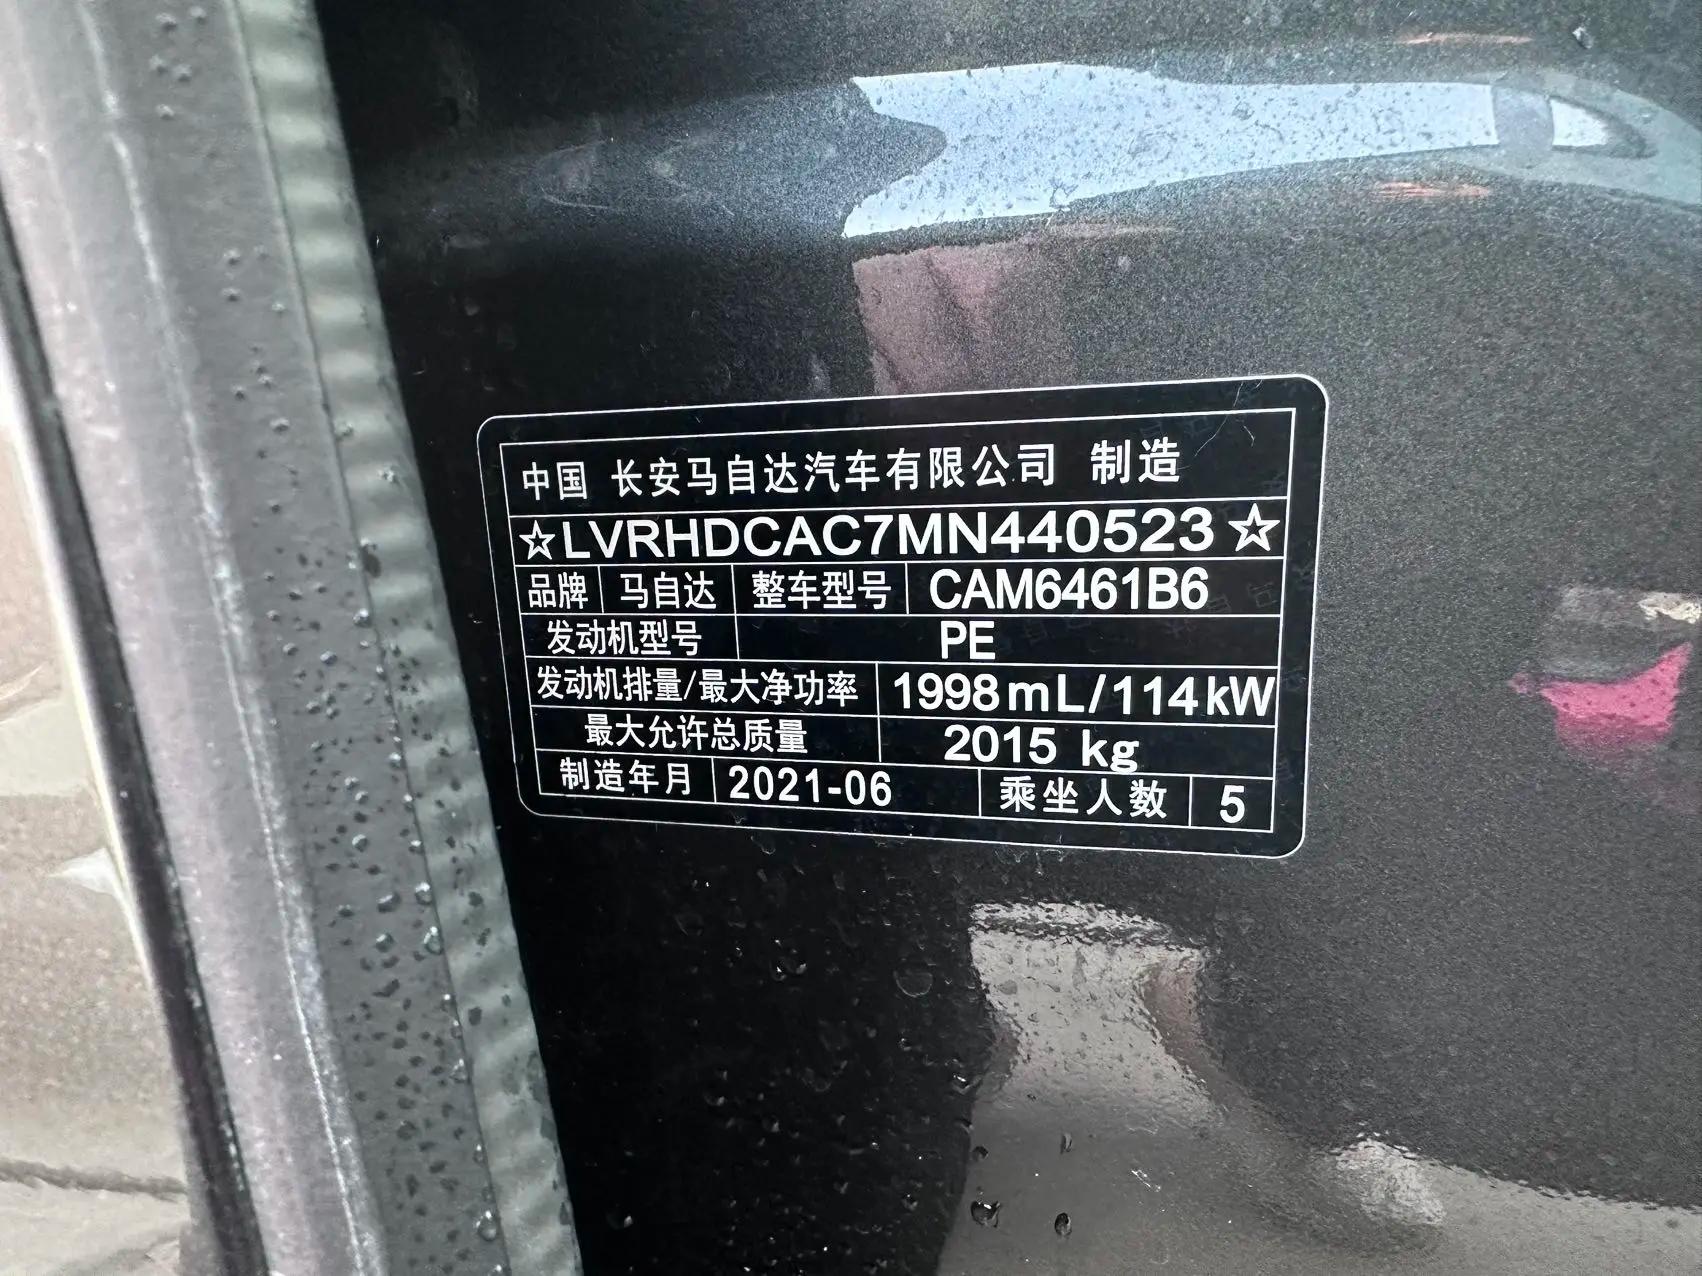 中国 长安马自达汽车有限公司 制造
☆LVRHDCAC7MN440523☆
品牌 马自达 整车型号 CAM6461B6
发动机型号 PE
发动机排量/最大净功率 1998mL/114kW
最大允许总质量 2015 kg
制造年月 2021-06 乘坐人数 5